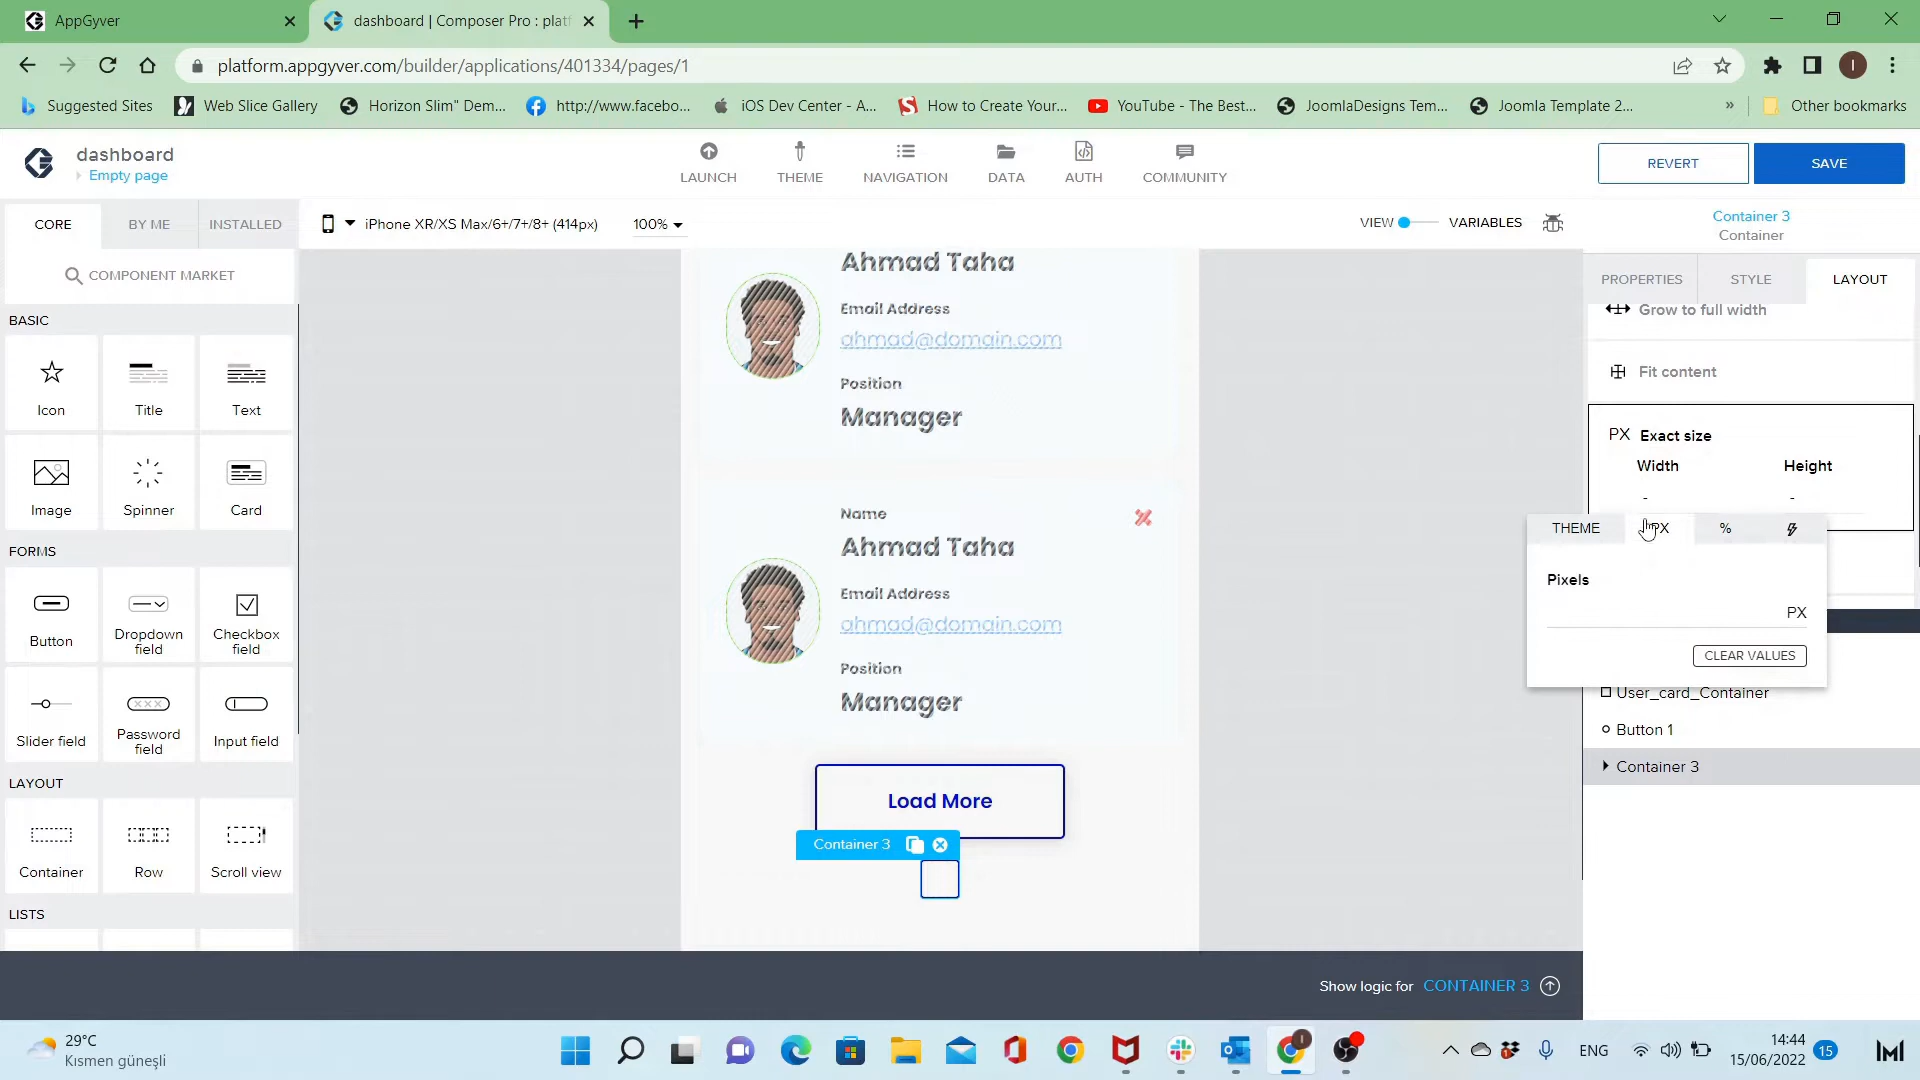 AppGyver
dashboard | Composer Pro : plat
platform.appgyver.com/builder/applications/401334/pages/1
I
Suggested Sites
Web Slice Gallery
Horizon Slim" Dem...
http://www.facebo...
iOS Dev Center - A...
How to Create Your...
YouTube - The Best...
JoomlaDesigns Tem...
Joomla Template 2...
»
Other bookmarks
dashboard
Empty page
LAUNCH
THEME
NAVIGATION
DATA
AUTH
COMMUNITY
REVERT
SAVE
CORE
BY ME
INSTALLED
iPhone XR/XS Max/6+/7+/8+ (414px)
100%
VIEW
VARIABLES
Container 3
Container
COMPONENT MARKET
PROPERTIES
STYLE
LAYOUT
BASIC
Icon
Title
Text
Image
Spinner
Card
FORMS
Button
Dropdown
field
Checkbox
field
Slider field
Password
field
Input field
LAYOUT
Container
Row
Scroll view
LISTS
Ahmad Taha
Email Address
ahmad@domain.com
Position
Manager
Name
Ahmad Taha
Email Address
ahmad@domain.com
Position
Manager
Load More
Container 3
Grow to full width
Fit content
PX Exact size
Width
Height
-
-
THEME
PX
%
Pixels
PX
CLEAR VALUES
User_card_Container
Button 1
Container 3
Show logic for CONTAINER 3
29°C
Kısmen güneşli
ENG
14:44
15/06/2022
15